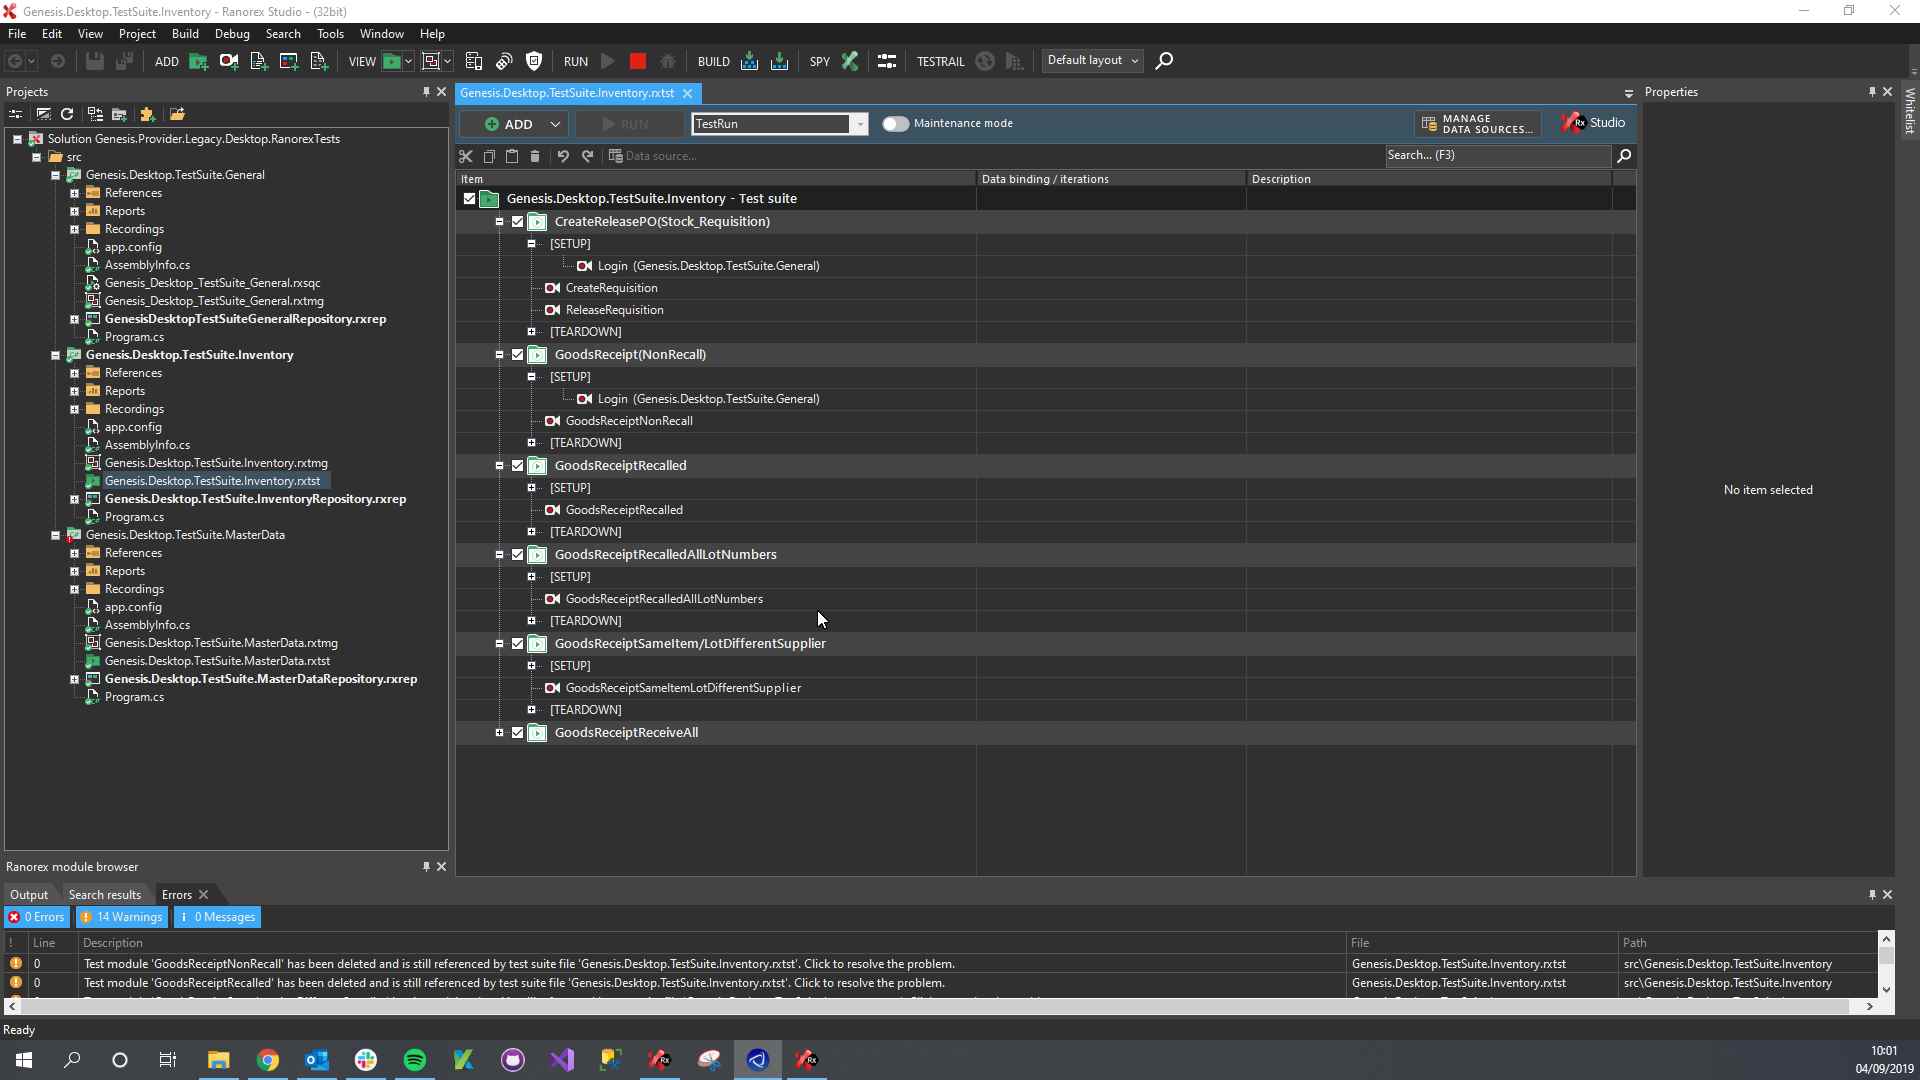 Genesis.Desktop.TestSuite.Inventory - Ranorex Studio - (32bit)
File Edit View Project Build Debug Search Tools Window Help
ADD VIEW RUN BUILD SPY TESTRAIL Default layout
Projects
Solution Genesis.Provider.Legacy.Desktop.RanorexTests
src
Genesis.Desktop.TestSuite.General
References
Reports
Recordings
app.config
AssemblyInfo.cs
Genesis_Desktop_TestSuite_General.rxsqc
Genesis_Desktop_TestSuite_General.rxtmg
GenesisDesktopTestSuiteGeneralRepository.rxrep
Program.cs
Genesis.Desktop.TestSuite.Inventory
References
Reports
Recordings
app.config
AssemblyInfo.cs
Genesis.Desktop.TestSuite.Inventory.rxtmg
Genesis.Desktop.TestSuite.Inventory.rxtst
Genesis.Desktop.TestSuite.InventoryRepository.rxrep
Program.cs
Genesis.Desktop.TestSuite.MasterData
References
Reports
Recordings
app.config
AssemblyInfo.cs
Genesis.Desktop.TestSuite.MasterData.rxtmg
Genesis.Desktop.TestSuite.MasterData.rxtst
Genesis.Desktop.TestSuite.MasterDataRepository.rxrep
Program.cs
Ranorex module browser
Genesis.Desktop.TestSuite.Inventory.rxtst
ADD RUN TestRun Maintenance mode MANAGE DATA SOURCES... Rx Studio
Data source... Search... (F3)
Item Data binding / iterations Description
Genesis.Desktop.TestSuite.Inventory - Test suite
CreateReleasePO(Stock_Requisition)
[SETUP]
Login (Genesis.Desktop.TestSuite.General)
CreateRequisition
ReleaseRequisition
[TEARDOWN]
GoodsReceipt(NonRecall)
[SETUP]
Login (Genesis.Desktop.TestSuite.General)
GoodsReceiptNonRecall
[TEARDOWN]
GoodsReceiptRecalled
[SETUP]
GoodsReceiptRecalled
[TEARDOWN]
GoodsReceiptRecalledAllLotNumbers
[SETUP]
GoodsReceiptRecalledAllLotNumbers
[TEARDOWN]
GoodsReceiptSameItem/LotDifferentSupplier
[SETUP]
GoodsReceiptSameItemLotDifferentSupplier
[TEARDOWN]
GoodsReceiptReceiveAll
Properties
No item selected
Whitelist
Output Search results Errors
0 Errors 14 Warnings 0 Messages
! Line Description File Path
0 Test module 'GoodsReceiptNonRecall' has been deleted and is still referenced by test suite file 'Genesis.Desktop.TestSuite.Inventory.rxtst'. Click to resolve the problem. Genesis.Desktop.TestSuite.Inventory.rxtst src\Genesis.Desktop.TestSuite.Inventory
0 Test module 'GoodsReceiptRecalled' has been deleted and is still referenced by test suite file 'Genesis.Desktop.TestSuite.Inventory.rxtst'. Click to resolve the problem. Genesis.Desktop.TestSuite.Inventory.rxtst src\Genesis.Desktop.TestSuite.Inventory
Ready
10:01
04/09/2019